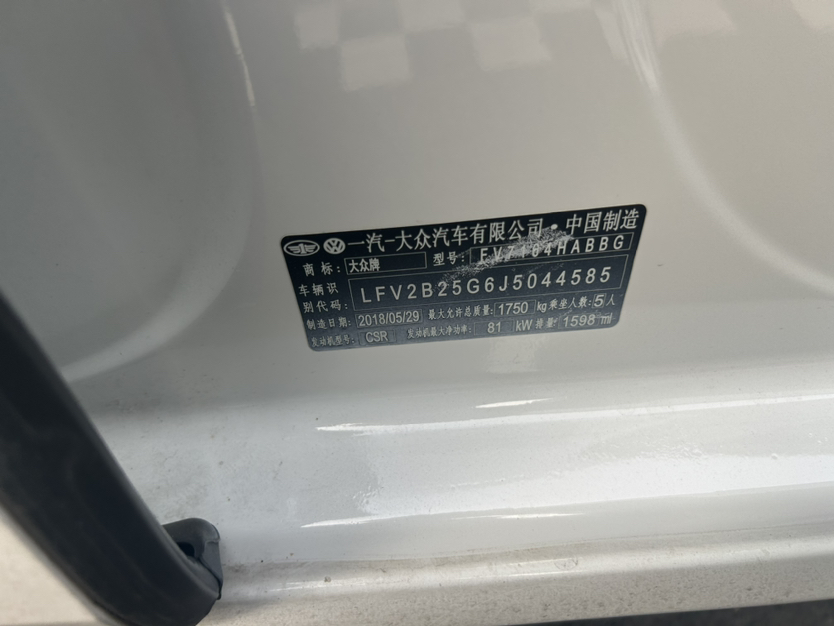 一汽-大众汽车有限公司·中国制造
商标: 大众牌 型号: FV7164HABBG
车辆识别代码: LFV2B25G6J5044585
制造日期: 2018/05/29 最大允许总质量: 1750 kg 乘坐人数: 5 人
发动机型号: CSR 发动机最大净功率: 81 kW 排量: 1598 ml